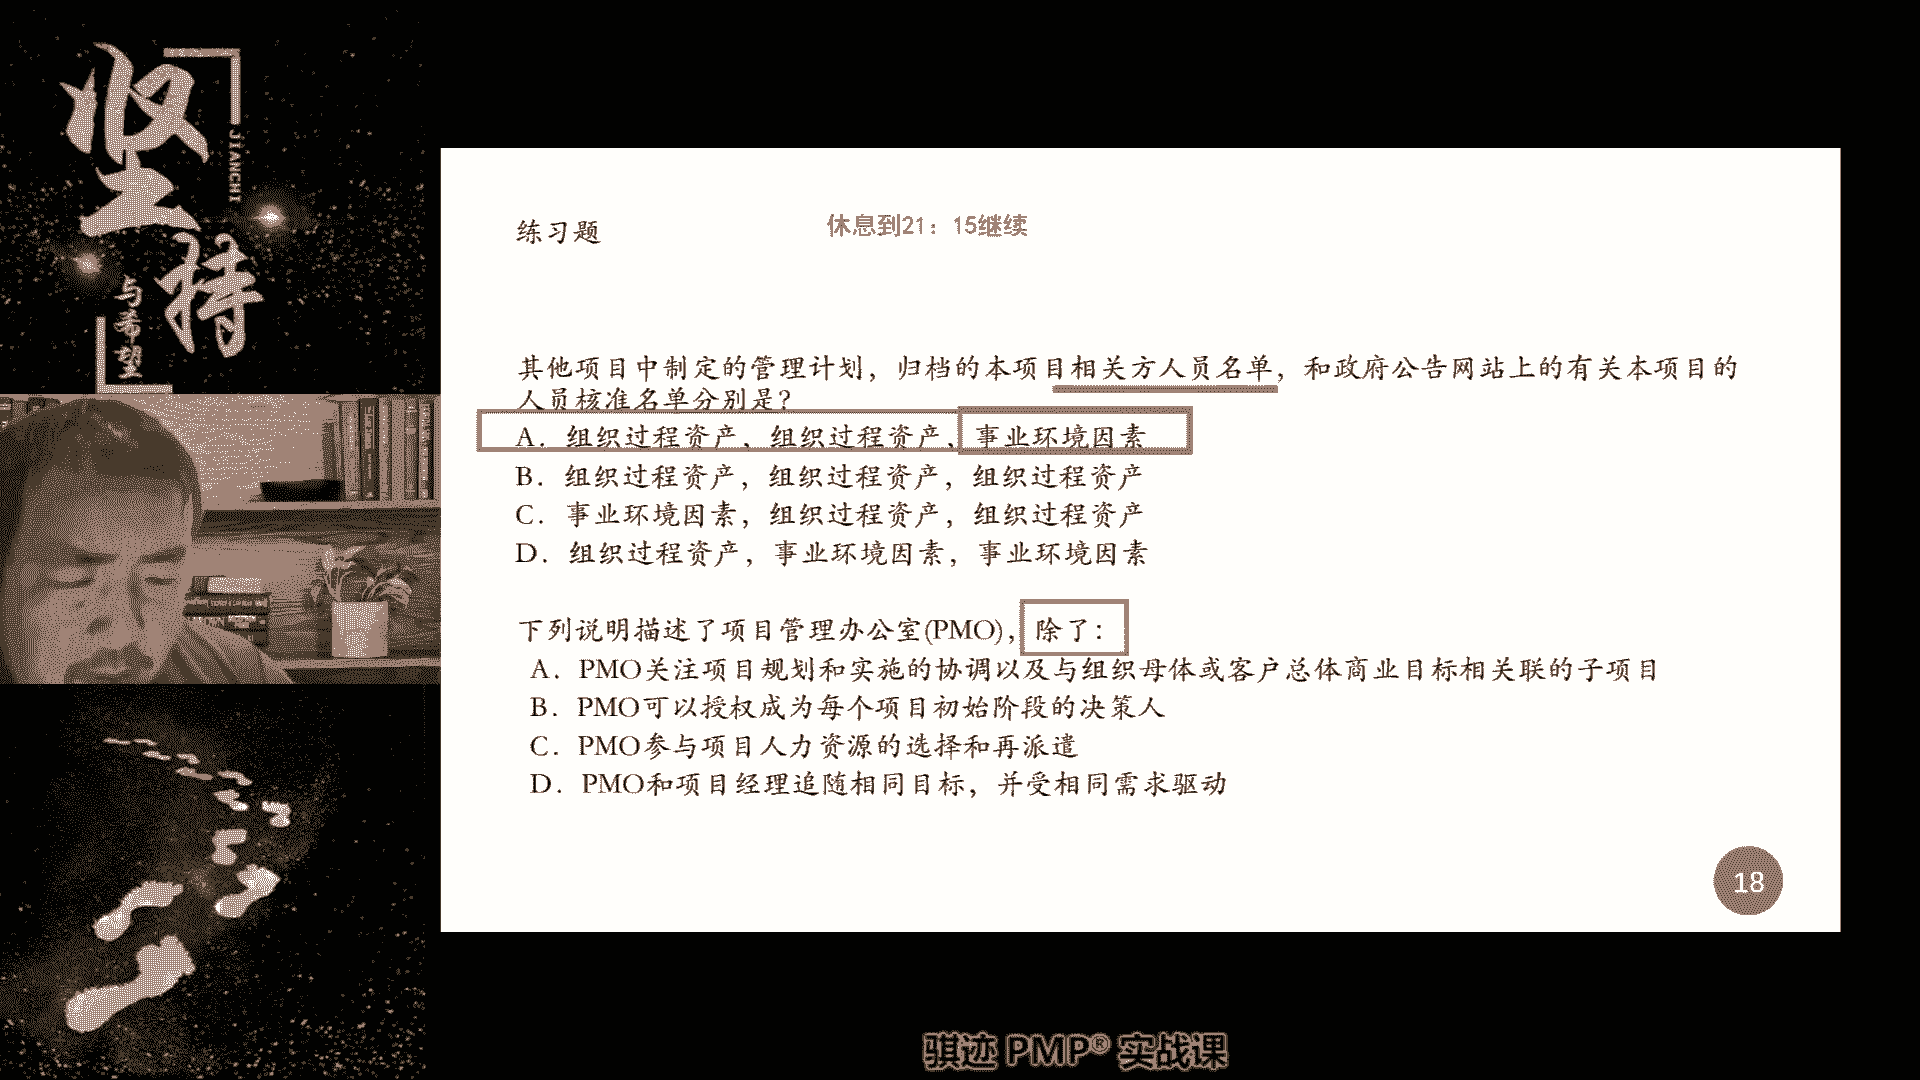 坚持
JIANCHI
与希望
练习题
休息到21：15继续
其他项目中制定的管理计划，归档的本项目相关方人员名单，和政府公告网站上的有关本项目的
人员核准名单分别是？
A．组织过程资产，组织过程资产，事业环境因素
B．组织过程资产，组织过程资产，组织过程资产
C．事业环境因素，组织过程资产，组织过程资产
D．组织过程资产，事业环境因素，事业环境因素
下列说明描述了项目管理办公室(PMO)，除了：
A．PMO关注项目规划和实施的协调以及与组织母体或客户总体商业目标相关联的子项目
B．PMO可以授权成为每个项目初始阶段的决策人
C．PMO参与项目人力资源的选择和再派遣
D．PMO和项目经理追随相同目标，并受相同需求驱动
18
骐迹 PMP® 实战课